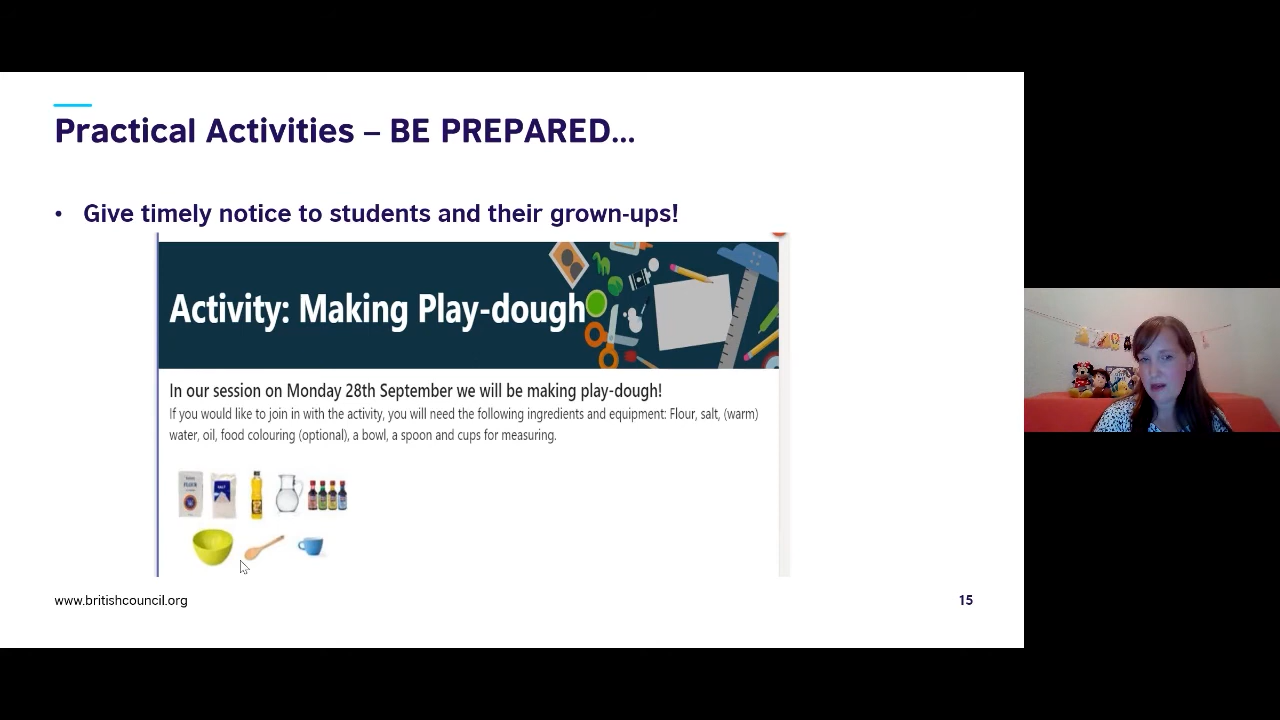 Practical Activities – BE PREPARED...
• Give timely notice to students and their grown-ups!
Activity: Making Play-dough
In our session on Monday 28th September we will be making play-dough!
If you would like to join in with the activity, you will need the following ingredients and equipment: Flour, salt, (warm)
water, oil, food colouring (optional), a bowl, a spoon and cups for measuring.
FLOUR
SALT
www.britishcouncil.org
15